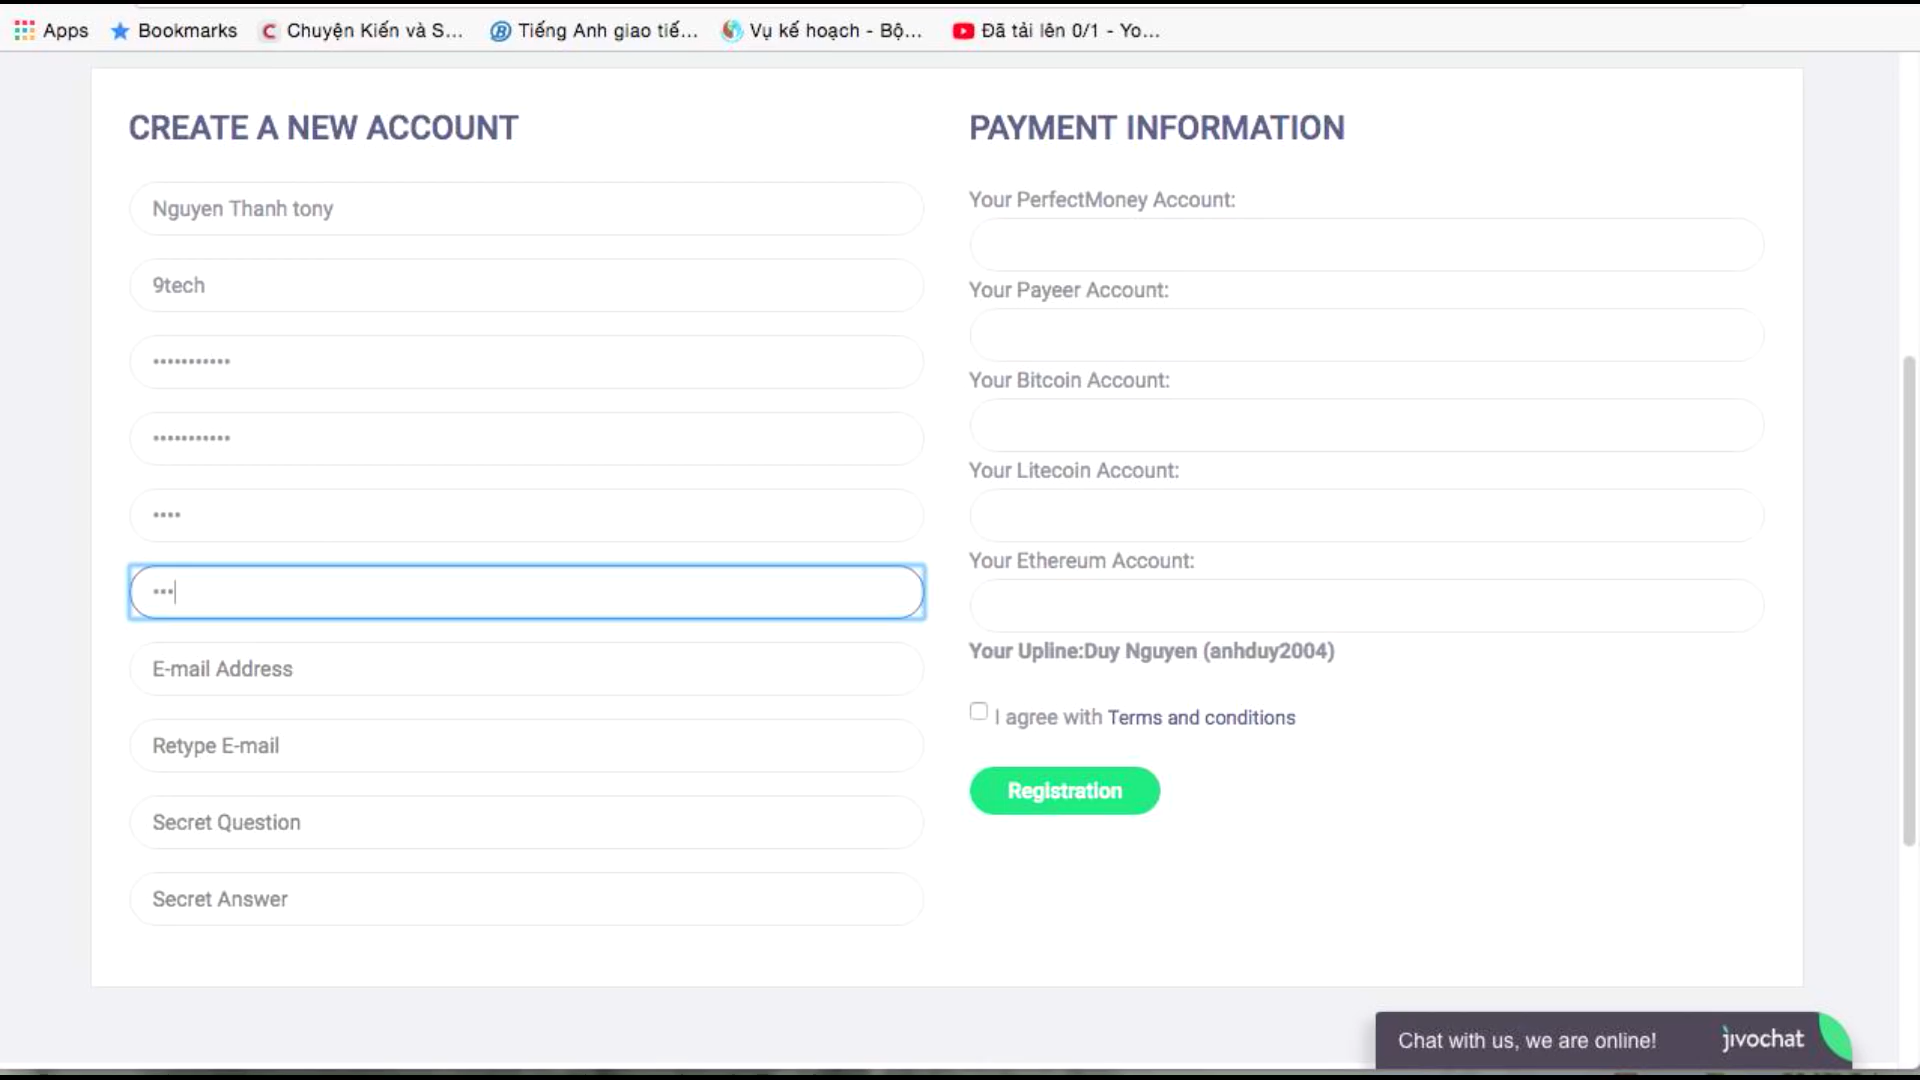 Apps Bookmarks Chuyện Kiến và S... Tiếng Anh giao tiế... Vụ kế hoạch - Bộ... Đã tải lên 0/1 - Yo...
CREATE A NEW ACCOUNT
Nguyen Thanh tony
9tech
•••••••••••
•••••••••••
••••
•••
E-mail Address
Retype E-mail
Secret Question
Secret Answer
PAYMENT INFORMATION
Your PerfectMoney Account:
Your Payeer Account:
Your Bitcoin Account:
Your Litecoin Account:
Your Ethereum Account:
Your Upline:Duy Nguyen (anhduy2004)
I agree with Terms and conditions
Registration
Chat with us, we are online! jivochat